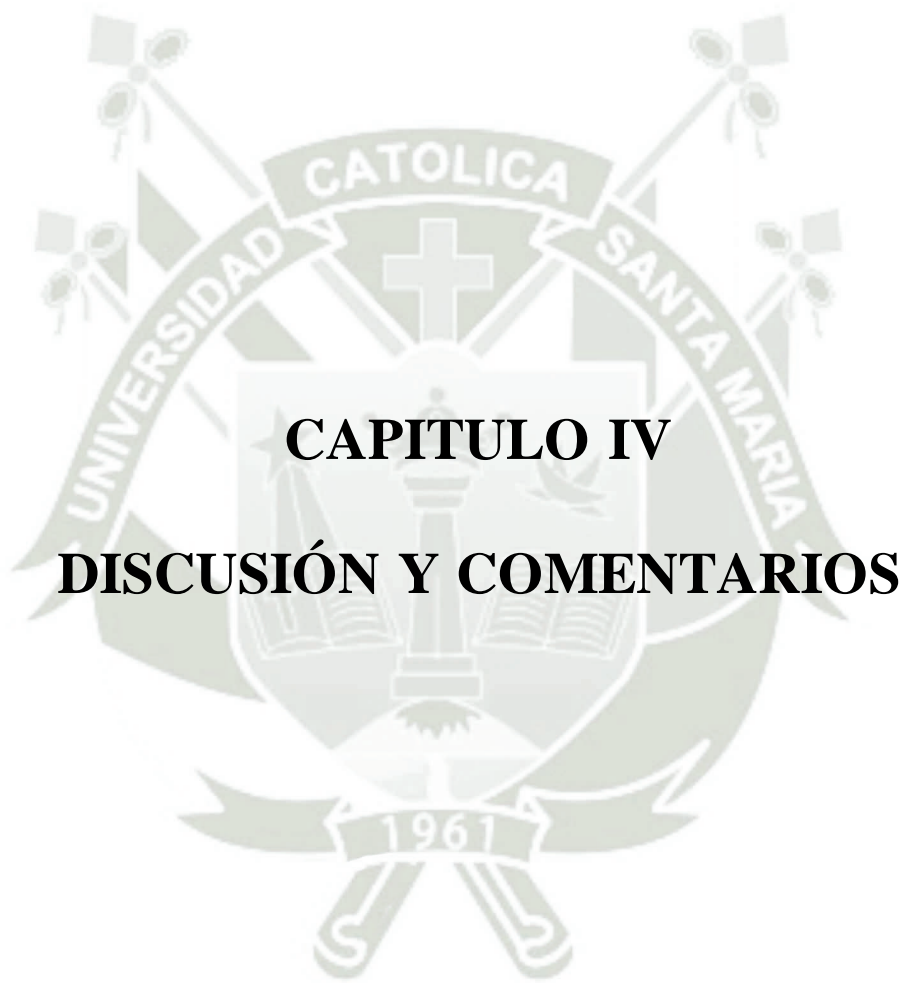 UNIVERSIDAD CATOLICA SANTA MARIA
CAPITULO IV
DISCUSIÓN Y COMENTARIOS
1961